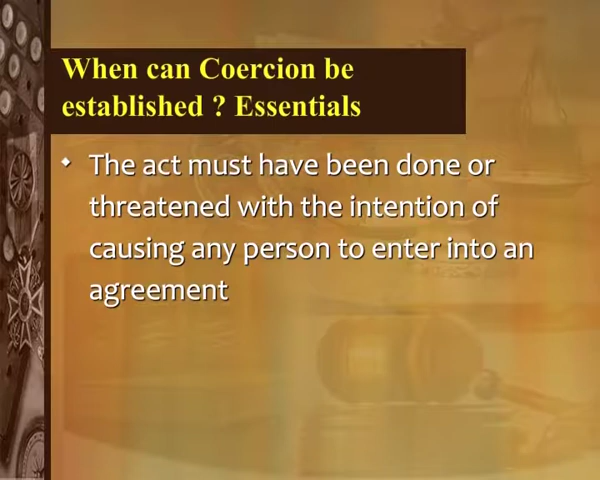 When can Coercion be
established ? Essentials
The act must have been done or
threatened with the intention of
causing any person to enter into an
agreement